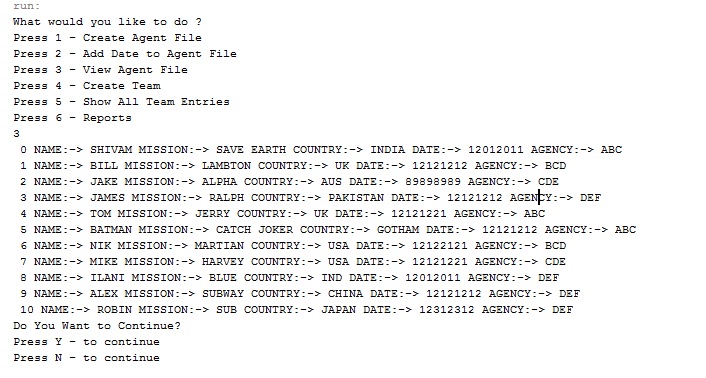 run:
What would you like to do ?
Press 1 - Create Agent File
Press 2 - Add Date to Agent File
Press 3 - View Agent File
Press 4 - Create Team
Press 5 - Show All Team Entries
Press 6 - Reports
3
0 NAME:-> SHIVAM MISSION:-> SAVE EARTH COUNTRY:-> INDIA DATE:-> 12012011 AGENCY:-> ABC
1 NAME:-> BILL MISSION:-> LAMBTON COUNTRY:-> UK DATE:-> 12121212 AGENCY:-> BCD
2 NAME:-> JAKE MISSION:-> ALPHA COUNTRY:-> AUS DATE:-> 89898989 AGENCY:-> CDE
3 NAME:-> JAMES MISSION:-> RALPH COUNTRY:-> PAKISTAN DATE:-> 12121212 AGENCY:-> DEF
4 NAME:-> TOM MISSION:-> JERRY COUNTRY:-> UK DATE:-> 12121221 AGENCY:-> ABC
5 NAME:-> BATMAN MISSION:-> CATCH JOKER COUNTRY:-> GOTHAM DATE:-> 12121212 AGENCY:-> ABC
6 NAME:-> NIK MISSION:-> MARTIAN COUNTRY:-> USA DATE:-> 12122121 AGENCY:-> BCD
7 NAME:-> MIKE MISSION:-> HARVEY COUNTRY:-> USA DATE:-> 12121221 AGENCY:-> CDE
8 NAME:-> ILANI MISSION:-> BLUE COUNTRY:-> IND DATE:-> 12012011 AGENCY:-> DEF
9 NAME:-> ALEX MISSION:-> SUBWAY COUNTRY:-> CHINA DATE:-> 12121212 AGENCY:-> DEF
10 NAME:-> ROBIN MISSION:-> SUB COUNTRY:-> JAPAN DATE:-> 12312312 AGENCY:-> DEF
Do You Want to Continue?
Press Y - to continue
Press N - to continue